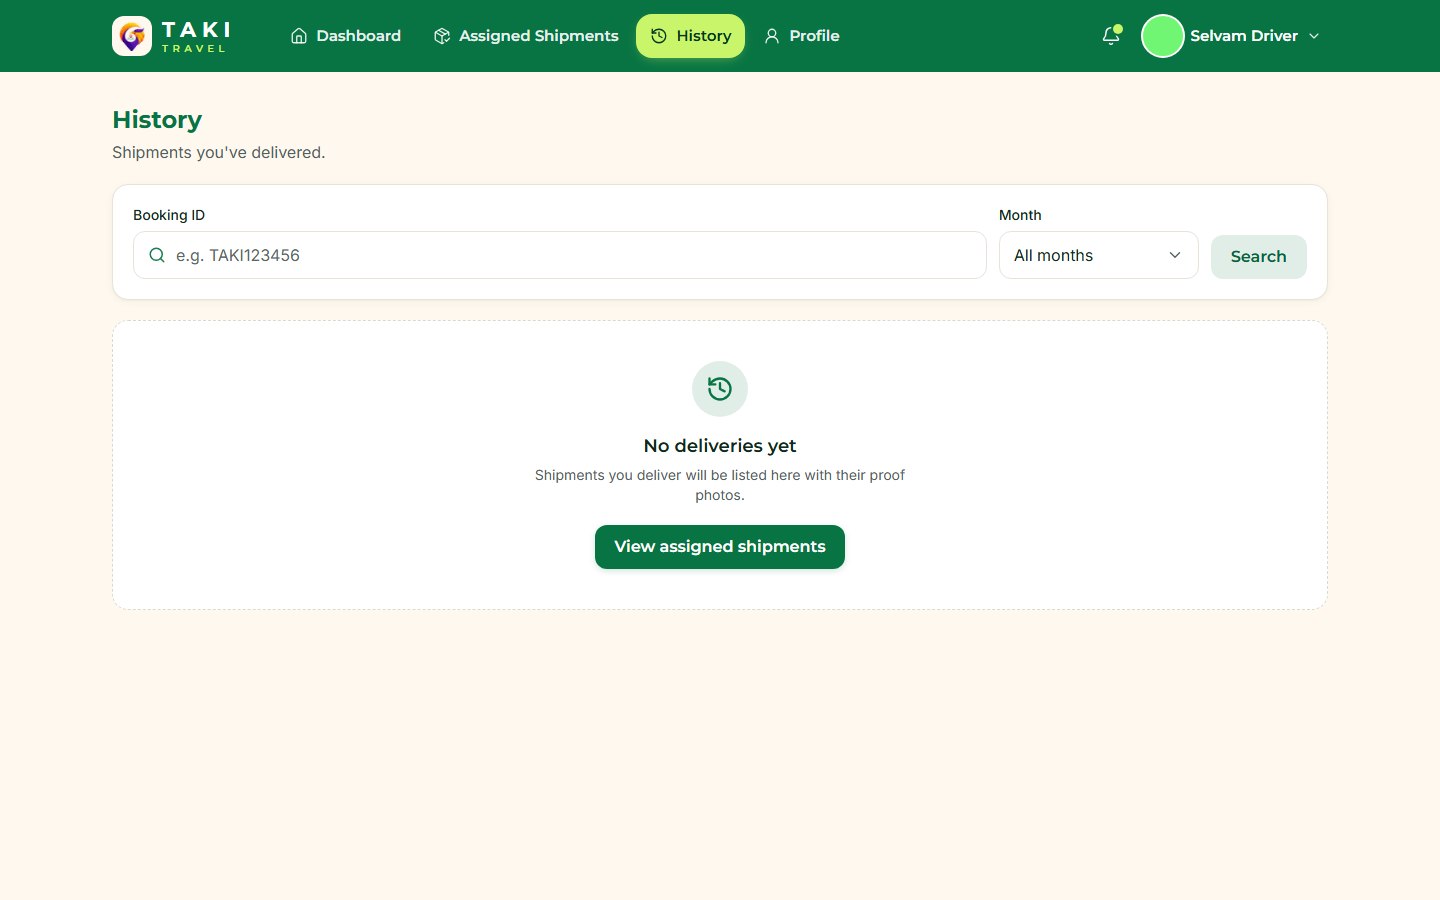 TAKI
TRAVEL
Dashboard
Assigned Shipments
History
Profile
Selvam Driver
History
Shipments you've delivered.
Booking ID
Month
e.g. TAKI123456
All months
Search
No deliveries yet
Shipments you deliver will be listed here with their proof
photos.
View assigned shipments